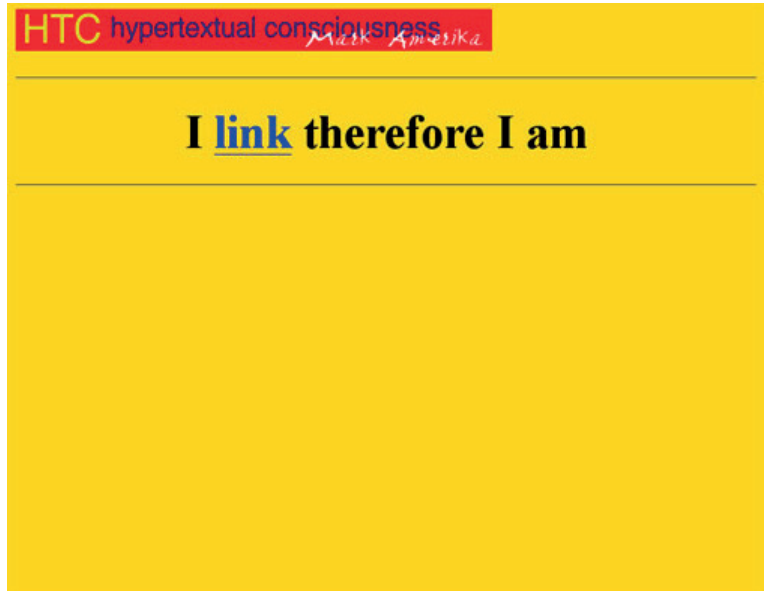 HTC hypertextual consciousness
Mark Amerika
I link therefore I am